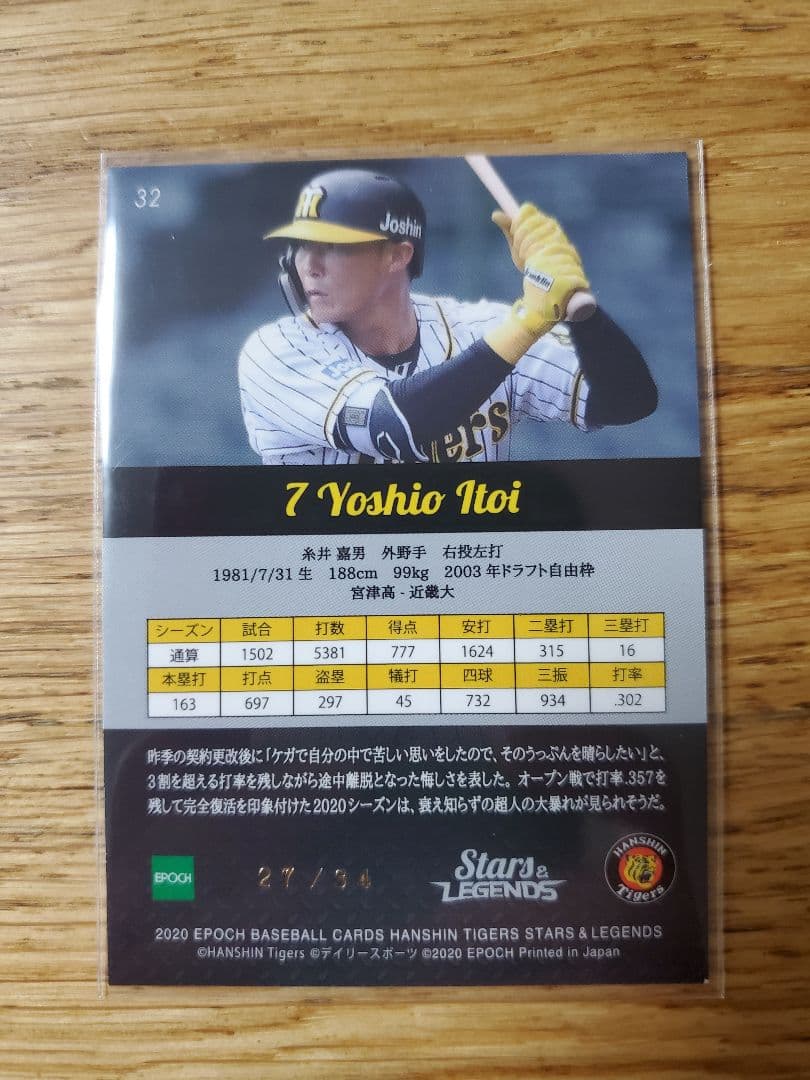 32
Joshin
Franklin
7 Yoshio Itoi
糸井 嘉男 外野手 右投左打
1981/7/31 生 188cm 99kg 2003 年ドラフト自由枠
宮津高 - 近畿大
シーズン 試合 打数 得点 安打 二塁打 三塁打
通算 1502 5381 777 1624 315 16
本塁打 打点 盗塁 犠打 四球 三振 打率
163 697 297 45 732 934 .302
昨季の契約更改後に「ケガで自分の中で苦しい思いをしたので、そのうっぷんを晴らしたい」と、
3割を超える打率を残しながら途中離脱となった悔しさを表した。オープン戦で打率.357を
残して完全復活を印象付けた2020シーズンは、衰え知らずの超人の大暴れが見られそうだ。
EPOCH
27/34
Stars &
LEGENDS
HANSHIN
Tigers
2020 EPOCH BASEBALL CARDS HANSHIN TIGERS STARS & LEGENDS
©HANSHIN Tigers ©デイリースポーツ ©2020 EPOCH Printed in Japan